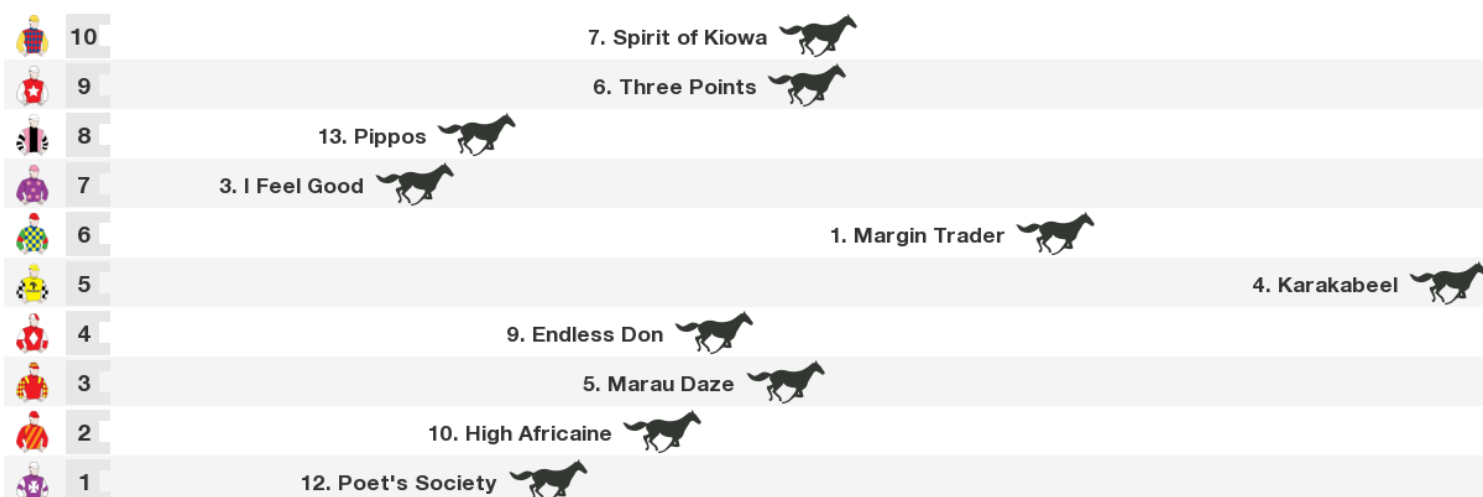 10 7. Spirit of Kiowa
9 6. Three Points
8 13. Pippos
7 3. I Feel Good
6 1. Margin Trader
5 4. Karakabeel
4 9. Endless Don
3 5. Marau Daze
2 10. High Africaine
1 12. Poet's Society